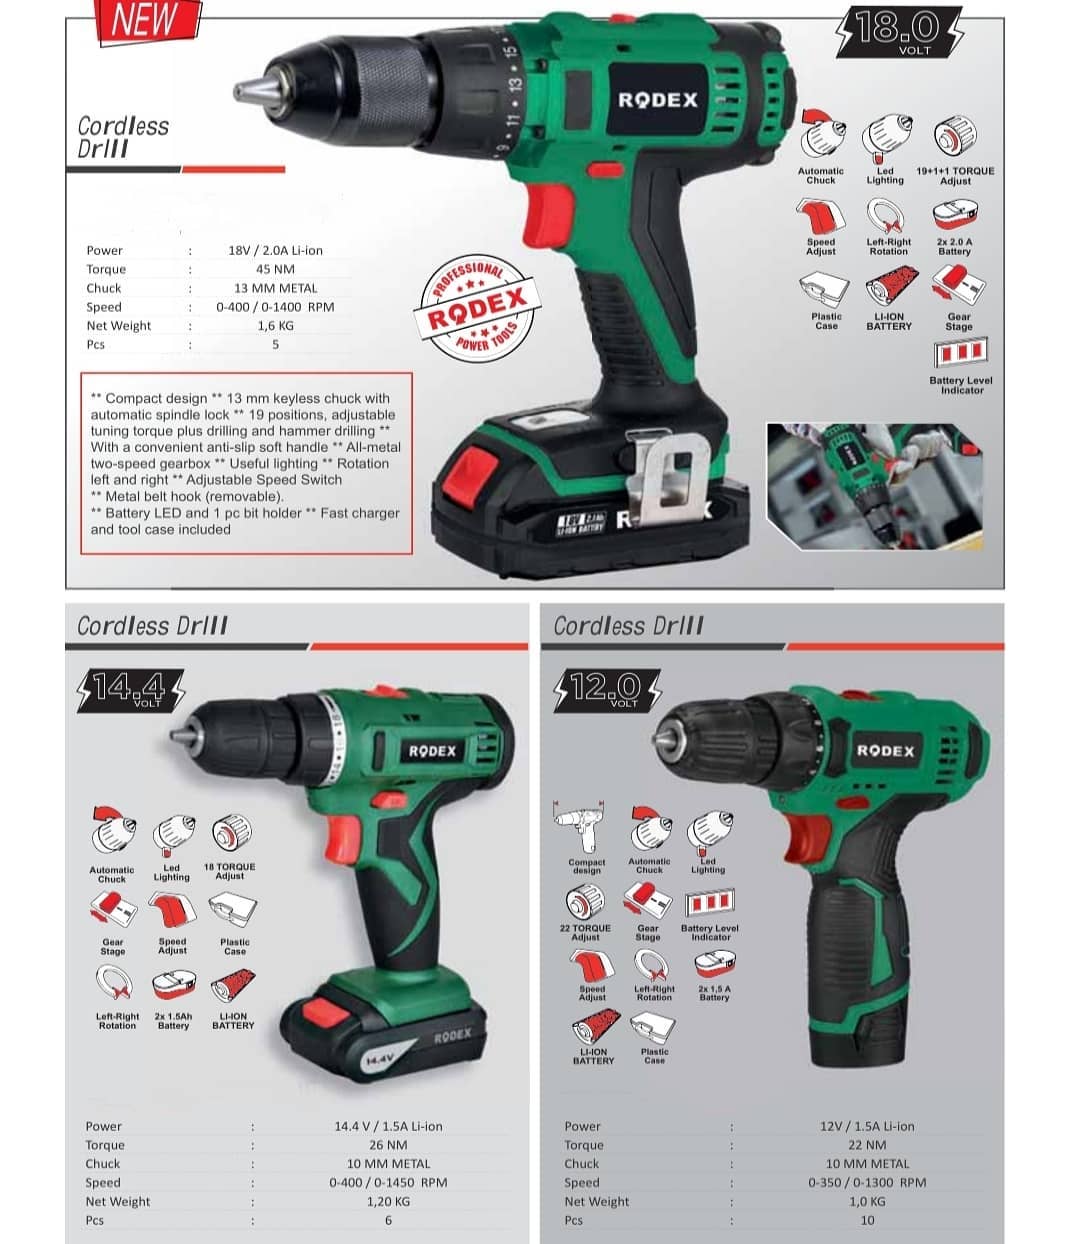 NEW
18.0
VOLT
Cordless
Drlll
RODEX
9 • 11 • 13 • 15
Automatic
Chuck
Led
Lighting
19+1+1 TORQUE
Adjust
Speed
Adjust
Left-Right
Rotation
2x 2.0 A
Battery
Plastic
Case
LI-ION
BATTERY
Gear
Stage
Battery Level
Indicator
Power : 18V / 2.0A Li-ion
Torque : 45 NM
Chuck : 13 MM METAL
Speed : 0-400 / 0-1400 RPM
Net Weight : 1,6 KG
Pcs : 5
PROFESSIONAL
RODEX
POWER TOOLS
** Compact design ** 13 mm keyless chuck with
automatic spindle lock ** 19 positions, adjustable
tuning torque plus drilling and hammer drilling **
With a convenient anti-slip soft handle ** All-metal
two-speed gearbox ** Useful lighting ** Rotation
left and right ** Adjustable Speed Switch
** Metal belt hook (removable).
** Battery LED and 1 pc bit holder ** Fast charger
and tool case included
18V
LI-ION BATTERY
Cordless Drlll
14.4
VOLT
RODEX
Automatic
Chuck
Led
Lighting
18 TORQUE
Adjust
Gear
Stage
Speed
Adjust
Plastic
Case
Left-Right
Rotation
2x 1.5Ah
Battery
LI-ION
BATTERY
14.4V
RODEX
Power : 14.4 V / 1.5A Li-ion
Torque : 26 NM
Chuck : 10 MM METAL
Speed : 0-400 / 0-1450 RPM
Net Weight : 1,20 KG
Pcs : 6
Cordless Drlll
12.0
VOLT
RODEX
Compact
design
Automatic
Chuck
Led
Lighting
22 TORQUE
Adjust
Gear
Stage
Battery Level
Indicator
Speed
Adjust
Left-Right
Rotation
2x 1,5 A
Battery
LI-ION
BATTERY
Plastic
Case
Power : 12V / 1.5A Li-ion
Torque : 22 NM
Chuck : 10 MM METAL
Speed : 0-350 / 0-1300 RPM
Net Weight : 1,0 KG
Pcs : 10